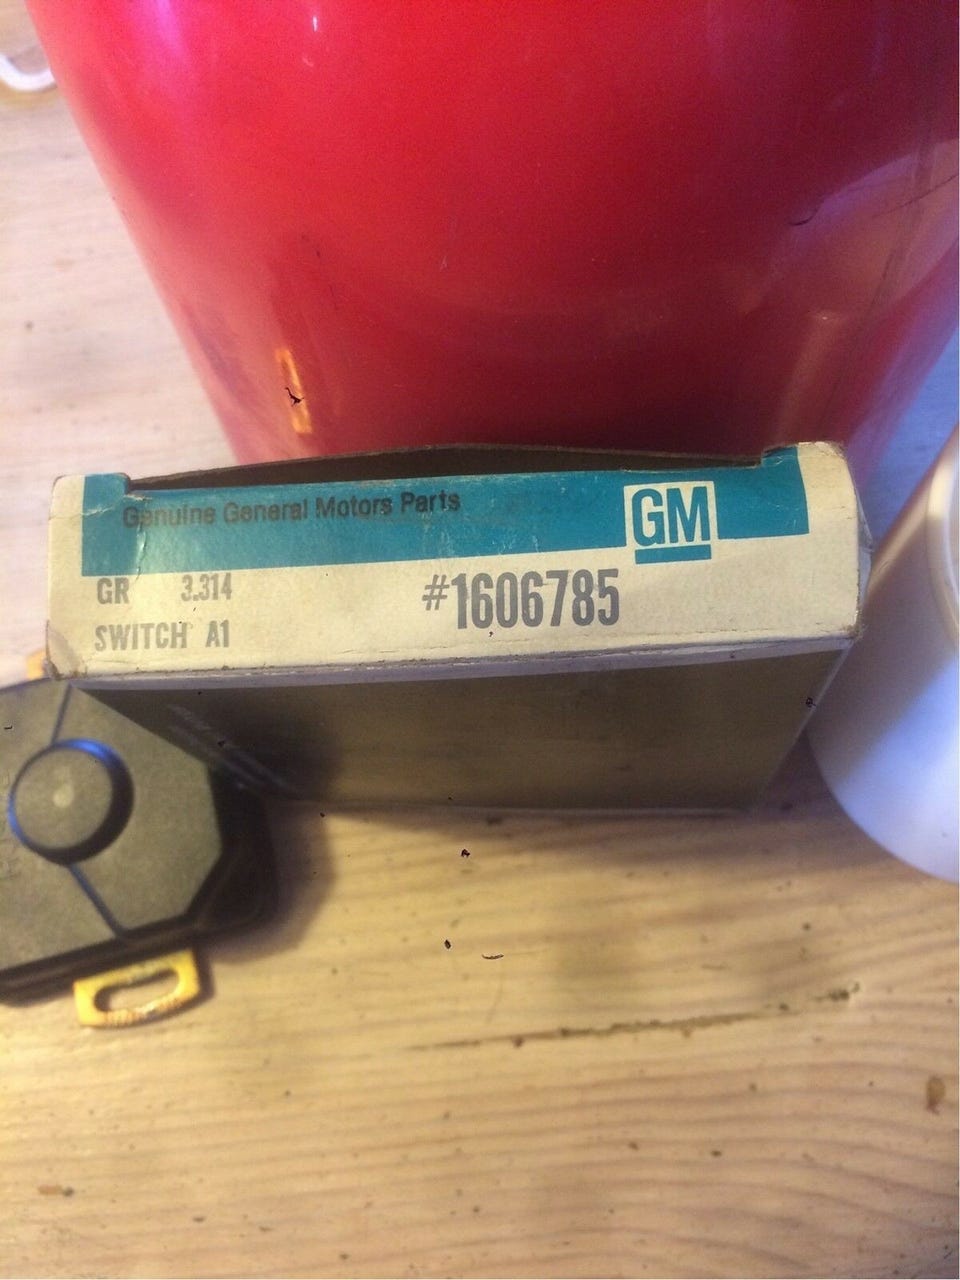 Genuine General Motors Parts
GM
GR 3.314
#1606785
SWITCH A1